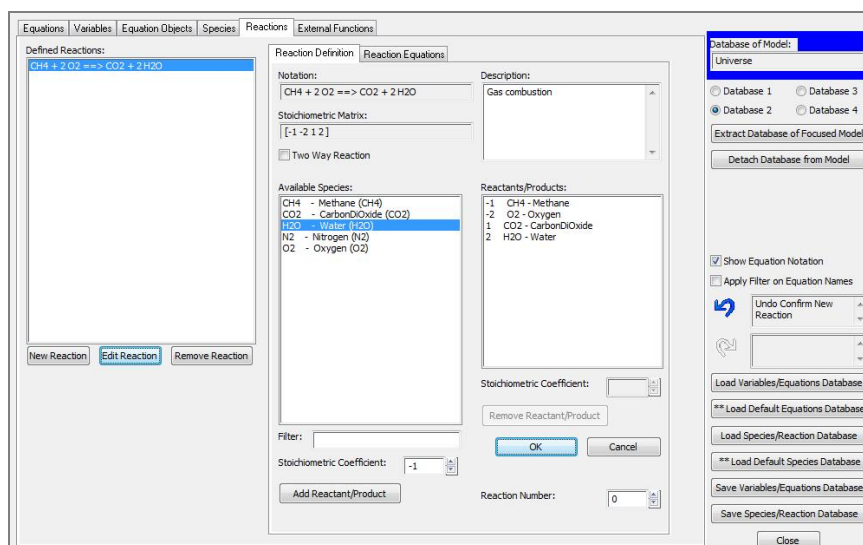 Equations Variables Equation Objects Species Reactions External Functions
Defined Reactions:
CH4 + 2 O2 ==> CO2 + 2 H2O
New Reaction Edit Reaction Remove Reaction
Reaction Definition Reaction Equations
Notation:
CH4 + 2 O2 ==> CO2 + 2 H2O
Stoichiometric Matrix:
[-1 -2 1 2 ]
Two Way Reaction
Description:
Gas combustion
Available Species:
CH4 - Methane (CH4)
CO2 - CarbonDiOxide (CO2)
H2O - Water (H2O)
N2 - Nitrogen (N2)
O2 - Oxygen (O2)
Filter:
Stoichiometric Coefficient: -1
Add Reactant/Product
Reactants/Products:
-1 CH4 - Methane
-2 O2 - Oxygen
1 CO2 - CarbonDiOxide
2 H2O - Water
Stoichiometric Coefficient:
Remove Reactant/Product
OK Cancel
Reaction Number: 0
Database of Model:
Universe
Database 1 Database 3
Database 2 Database 4
Extract Database of Focused Model
Detach Database from Model
Show Equation Notation
Apply Filter on Equation Names
Undo Confirm New
Reaction
Load Variables/Equations Database
** Load Default Equations Database
Load Species/Reaction Database
** Load Default Species Database
Save Variables/Equations Database
Save Species/Reaction Database
Close